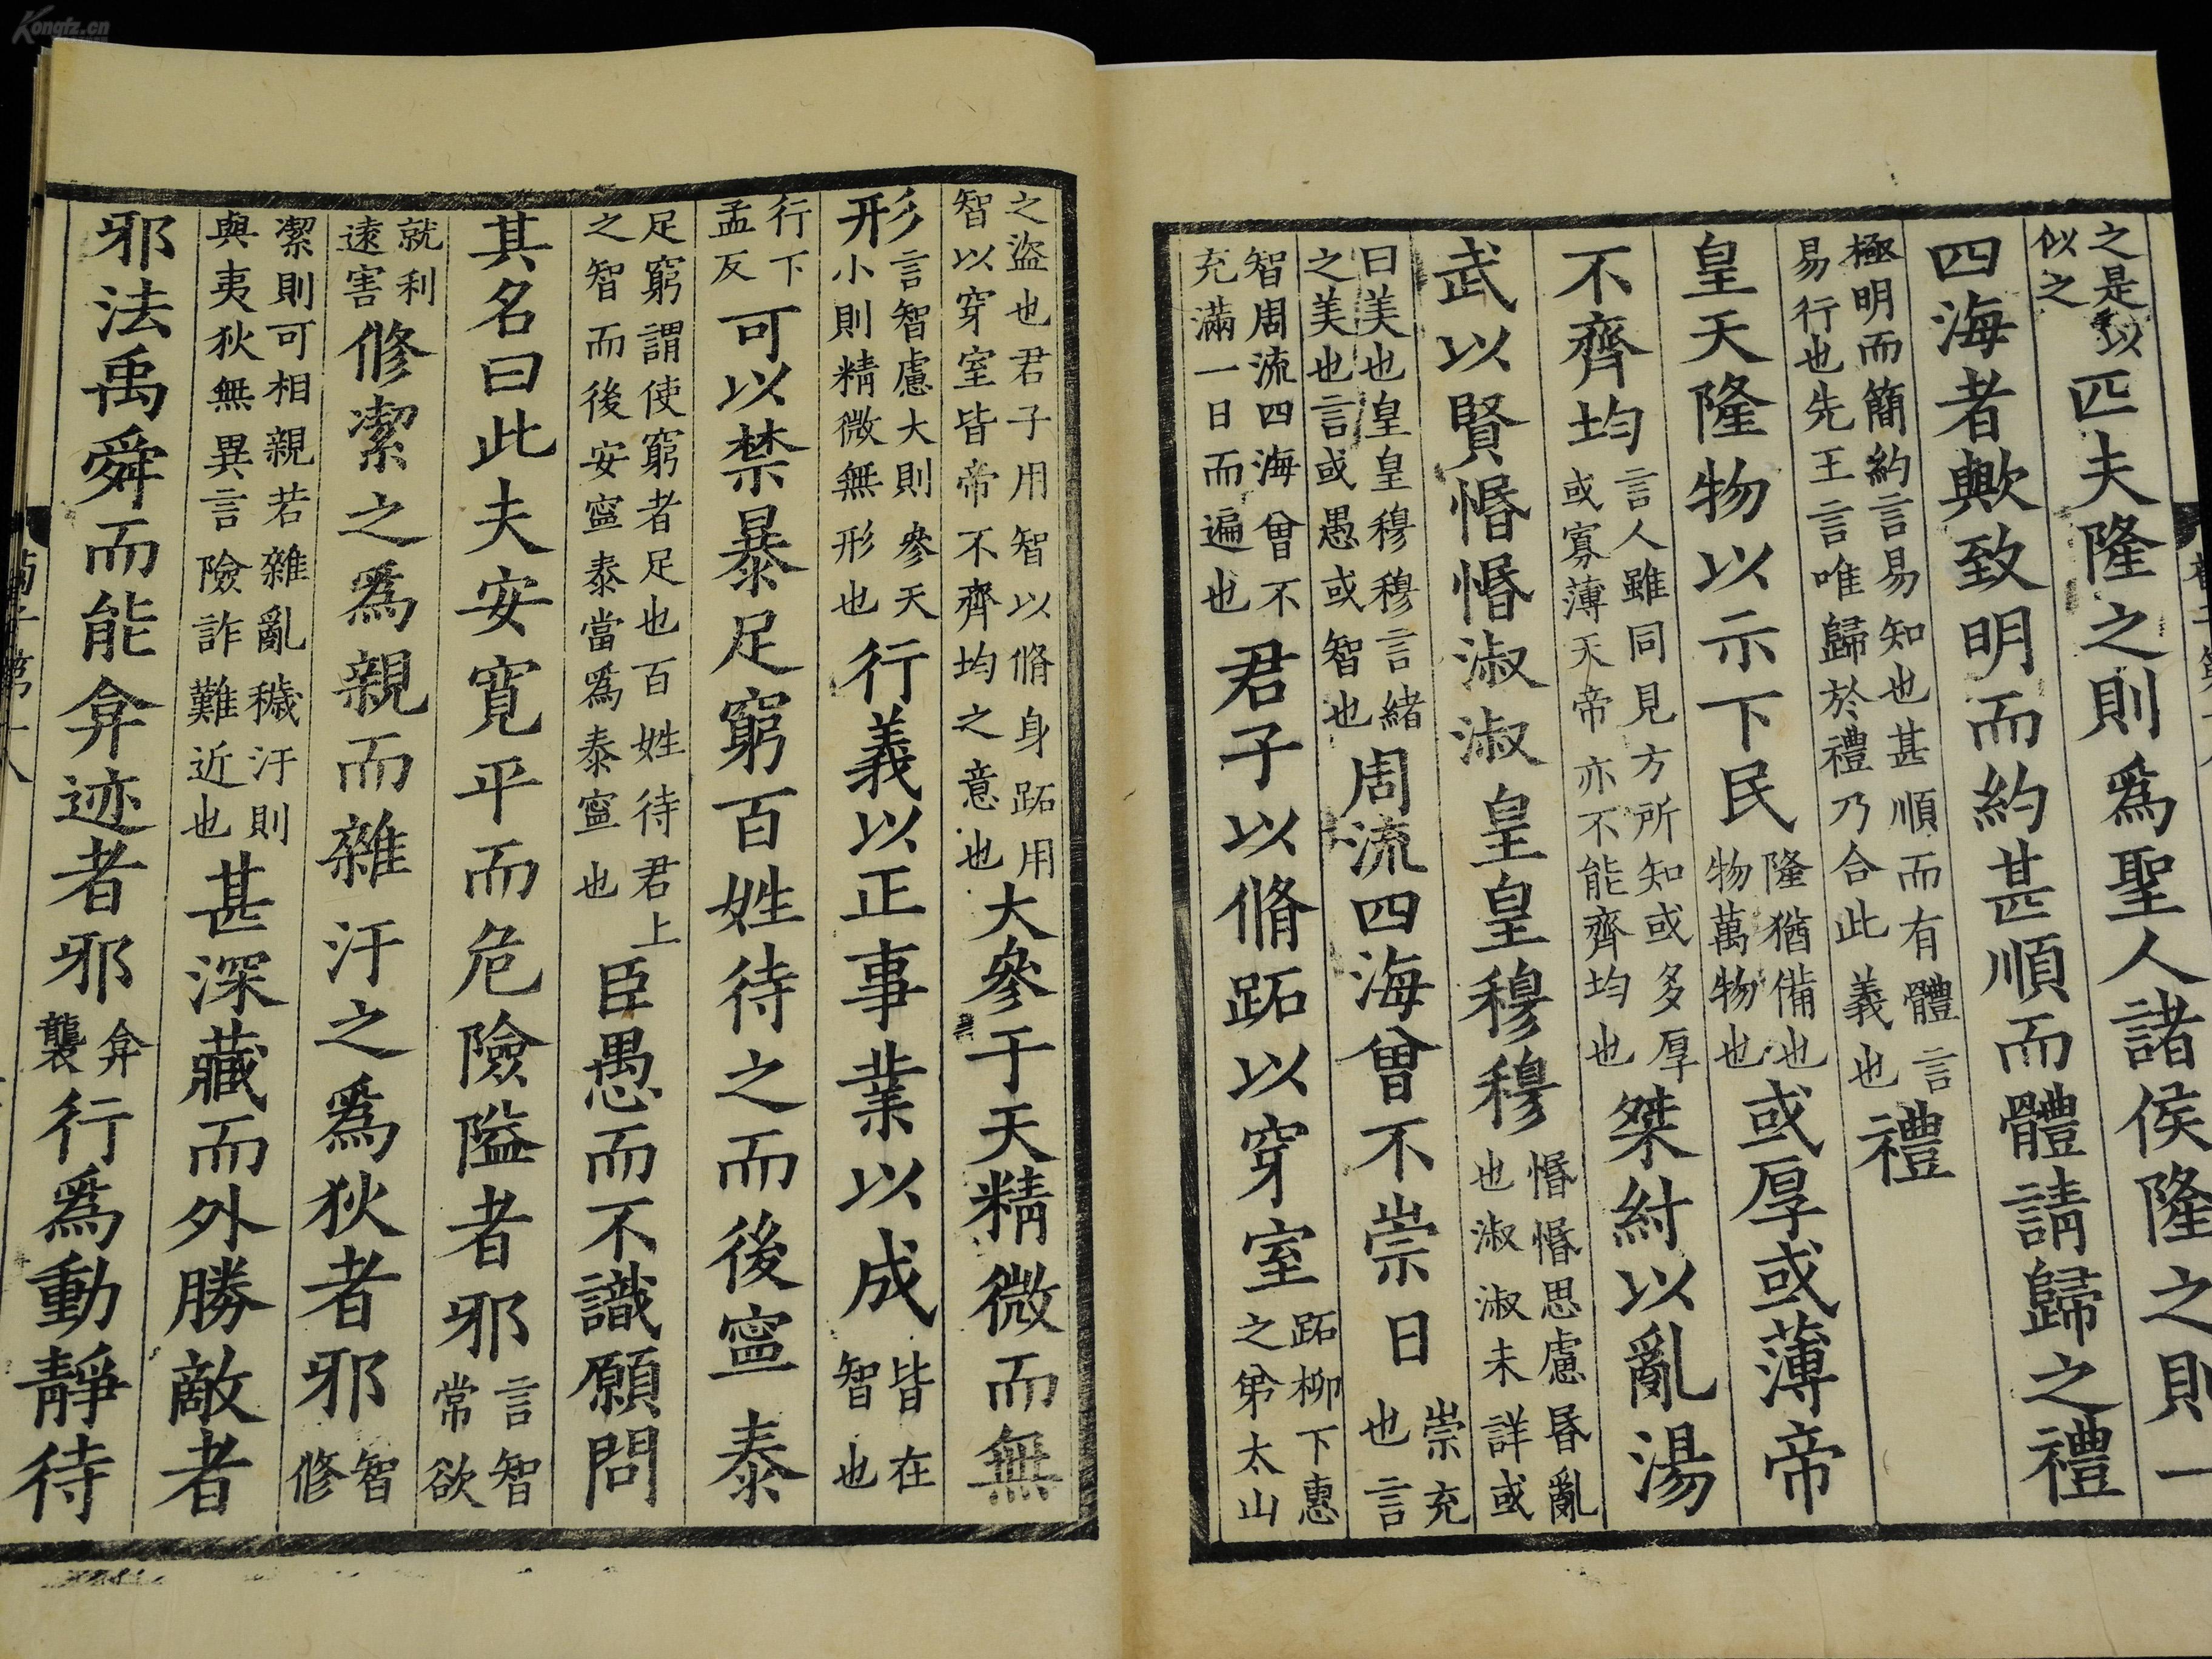 Kongfz.cn
之是以
似之
匹夫隆之則爲聖人諸侯隆之則一
四海者歟致明而約甚順而體請歸之禮
極明而簡約言易知也甚順而有體言
易行也先王言唯歸於禮乃合此義也
禮
皇天隆物以示下民
隆猶備也
物萬物也
或厚或薄帝
不齊均
言人雖同見方所知或多厚
或寡薄天帝亦不能齊均也
桀紂以亂湯
武以賢惛惛淑淑皇皇穆穆
惛惛思慮昏亂
也淑淑未詳或
曰美也皇皇穆穆言緒
之美也言或愚或智也
周流四海曾不崇日
崇充
也言
智周流四海曾不
充滿一日而遍也
君子以脩跖以穿室
跖柳下惠
之弟太山
之盜也君子用智以脩身跖用
智以穿室皆帝不齊均之意也
大參于天精微而無
形
言智慮大則參天
小則精微無形也
行義以正事業以成
皆在
智也
行下
孟反
可以禁暴足窮百姓待之而後寧泰
足窮謂使窮者足也百姓待君上
之智而後安寧泰當爲泰寧也
臣愚而不識願問
其名曰此夫安寬平而危險隘者邪
言智
常欲
就利
遠害
修潔之爲親而雜汙之爲狄者邪
智
修
潔則可相親若雜亂穢汙則
與夷狄無異言險詐難近也
甚深藏而外勝敵者
邪法禹舜而能弇迹者邪
弇
襲
行爲動靜待
荀子第十八